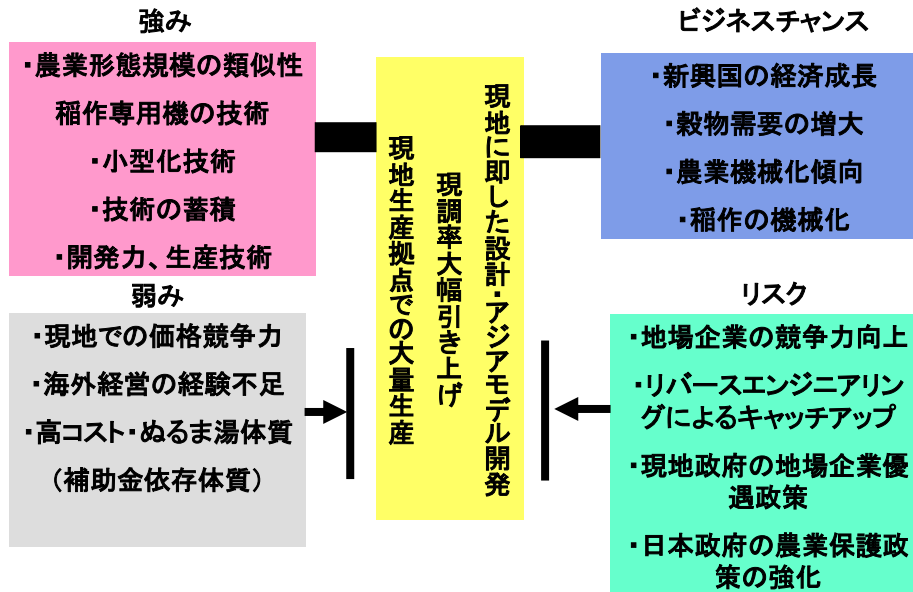 強み
・農業形態規模の類似性
稲作専用機の技術
・小型化技術
・技術の蓄積
・開発力、生産技術
弱み
・現地での価格競争力
・海外経営の経験不足
・高コスト・ぬるま湯体質
（補助金依存体質）
現地に即した設計・アジアモデル開発
現調率大幅引き上げ
現地生産拠点での大量生産
ビジネスチャンス
・新興国の経済成長
・穀物需要の増大
・農業機械化傾向
・稲作の機械化
リスク
・地場企業の競争力向上
・リバースエンジニアリン
グによるキャッチアップ
・現地政府の地場企業優
遇政策
・日本政府の農業保護政
策の強化